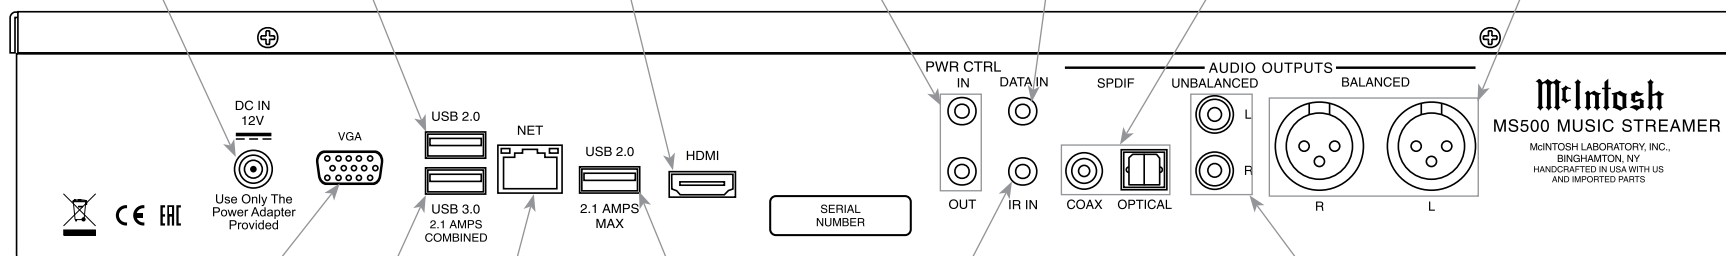 DC IN
12V
Use Only The
Power Adapter
Provided
CE EAC
VGA
USB 2.0
USB 3.0
2.1 AMPS
COMBINED
NET
USB 2.0
2.1 AMPS
MAX
HDMI
SERIAL
NUMBER
PWR CTRL
IN
OUT
DATA IN
IR IN
AUDIO OUTPUTS
SPDIF
COAX
OPTICAL
UNBALANCED
L
R
BALANCED
R
L
McIntosh
MS500 MUSIC STREAMER
McINTOSH LABORATORY, INC.,
BINGHAMTON, NY
HANDCRAFTED IN USA WITH US
AND IMPORTED PARTS